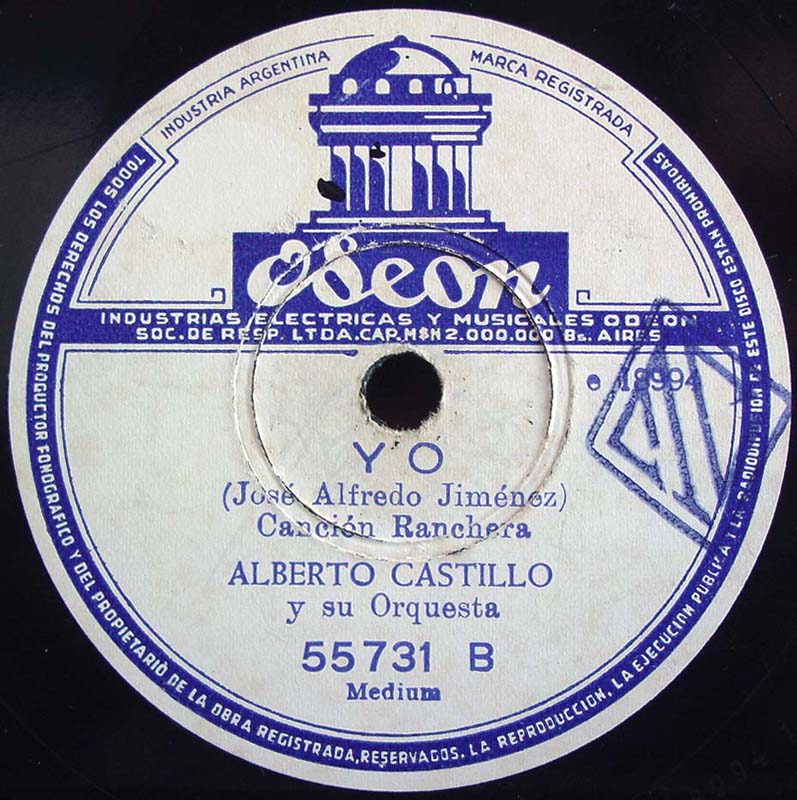 INDUSTRIA ARGENTINA
MARCA REGISTRADA
Odeon
INDUSTRIAS ELECTRICAS Y MUSICALES ODEON
SOC. DE RESP. LTDA. CAP. M$N 2.000.000 Bs. AIRES
e 18994
YO
(José Alfredo Jiménez)
Canción Ranchera
ALBERTO CASTILLO
y su Orquesta
55731 B
Medium
TODOS LOS DERECHOS DEL PRODUCTOR FONOGRAFICO Y DEL PROPIETARIO DE LA OBRA REGISTRADA, RESERVADOS. LA REPRODUCCION, LA EJECUCION PUBLICA Y LA RADIODIFUSION DE ESTE DISCO ESTAN PROHIBIDAS